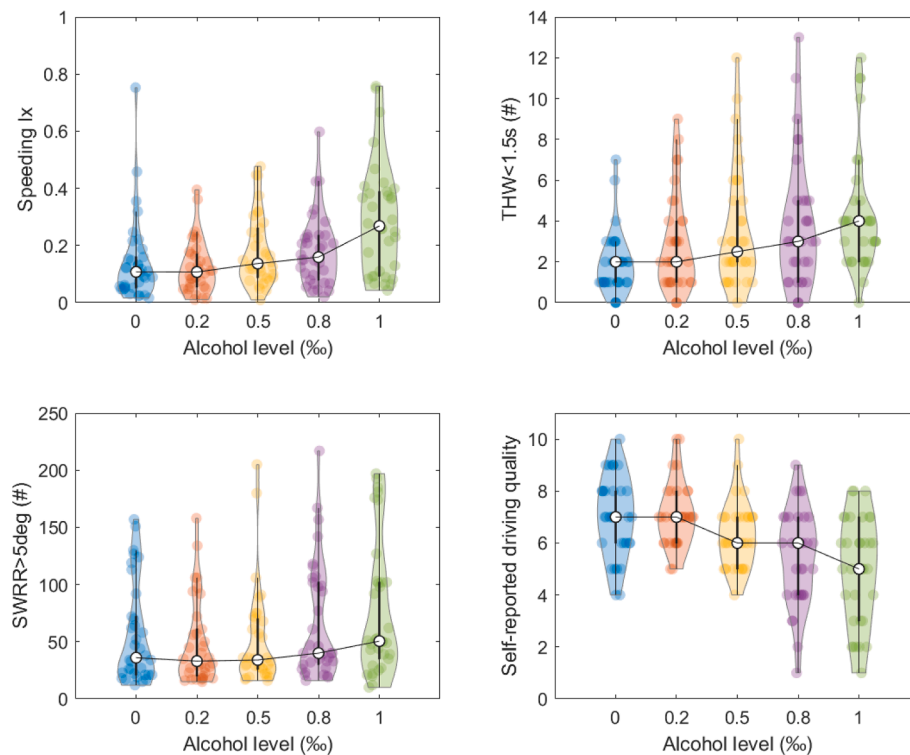 1
0.8
0.6
0.4
0.2
0
Speeding Ix
0 0.2 0.5 0.8 1
Alcohol level (‰)
14
12
10
8
6
4
2
0
THW<1.5s (#)
0 0.2 0.5 0.8 1
Alcohol level (‰)
250
200
150
100
50
0
SWRR>5deg (#)
0 0.2 0.5 0.8 1
Alcohol level (‰)
10
8
6
4
2
0
Self-reported driving quality
0 0.2 0.5 0.8 1
Alcohol level (‰)